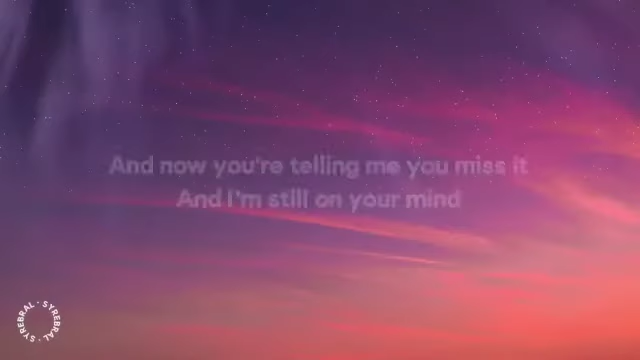 And now you're telling me you miss it
And I'm still on your mind
SYREBRAL · SYREBRAL ·